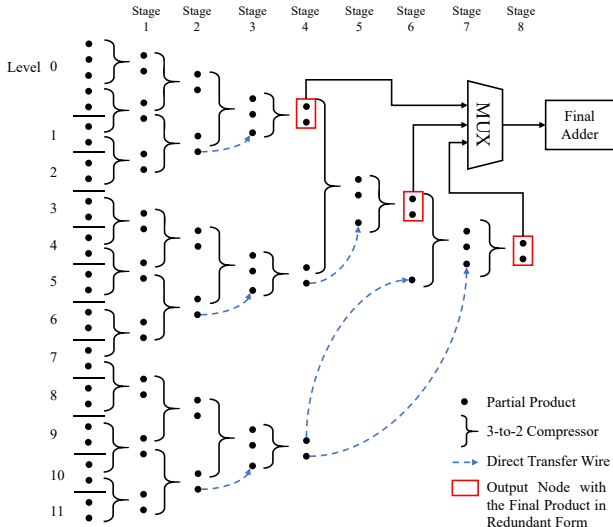 Stage 1
Stage 2
Stage 3
Stage 4
Stage 5
Stage 6
Stage 7
Stage 8
Level 0
1
2
3
4
5
6
7
8
9
10
11
MUX
Final
Adder
Partial Product
3-to-2 Compressor
Direct Transfer Wire
Output Node with
the Final Product in
Redundant Form